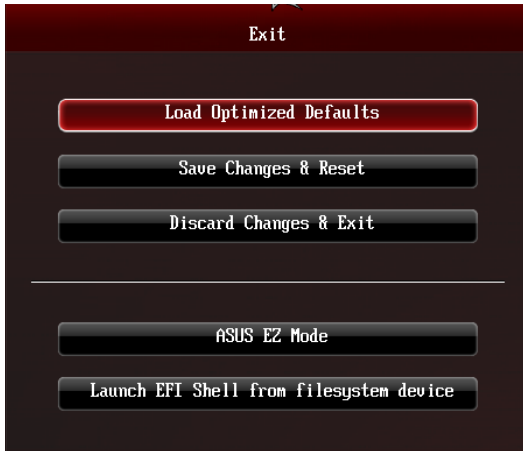 Exit
Load Optimized Defaults
Save Changes & Reset
Discard Changes & Exit
ASUS EZ Mode
Launch EFI Shell from filesystem device